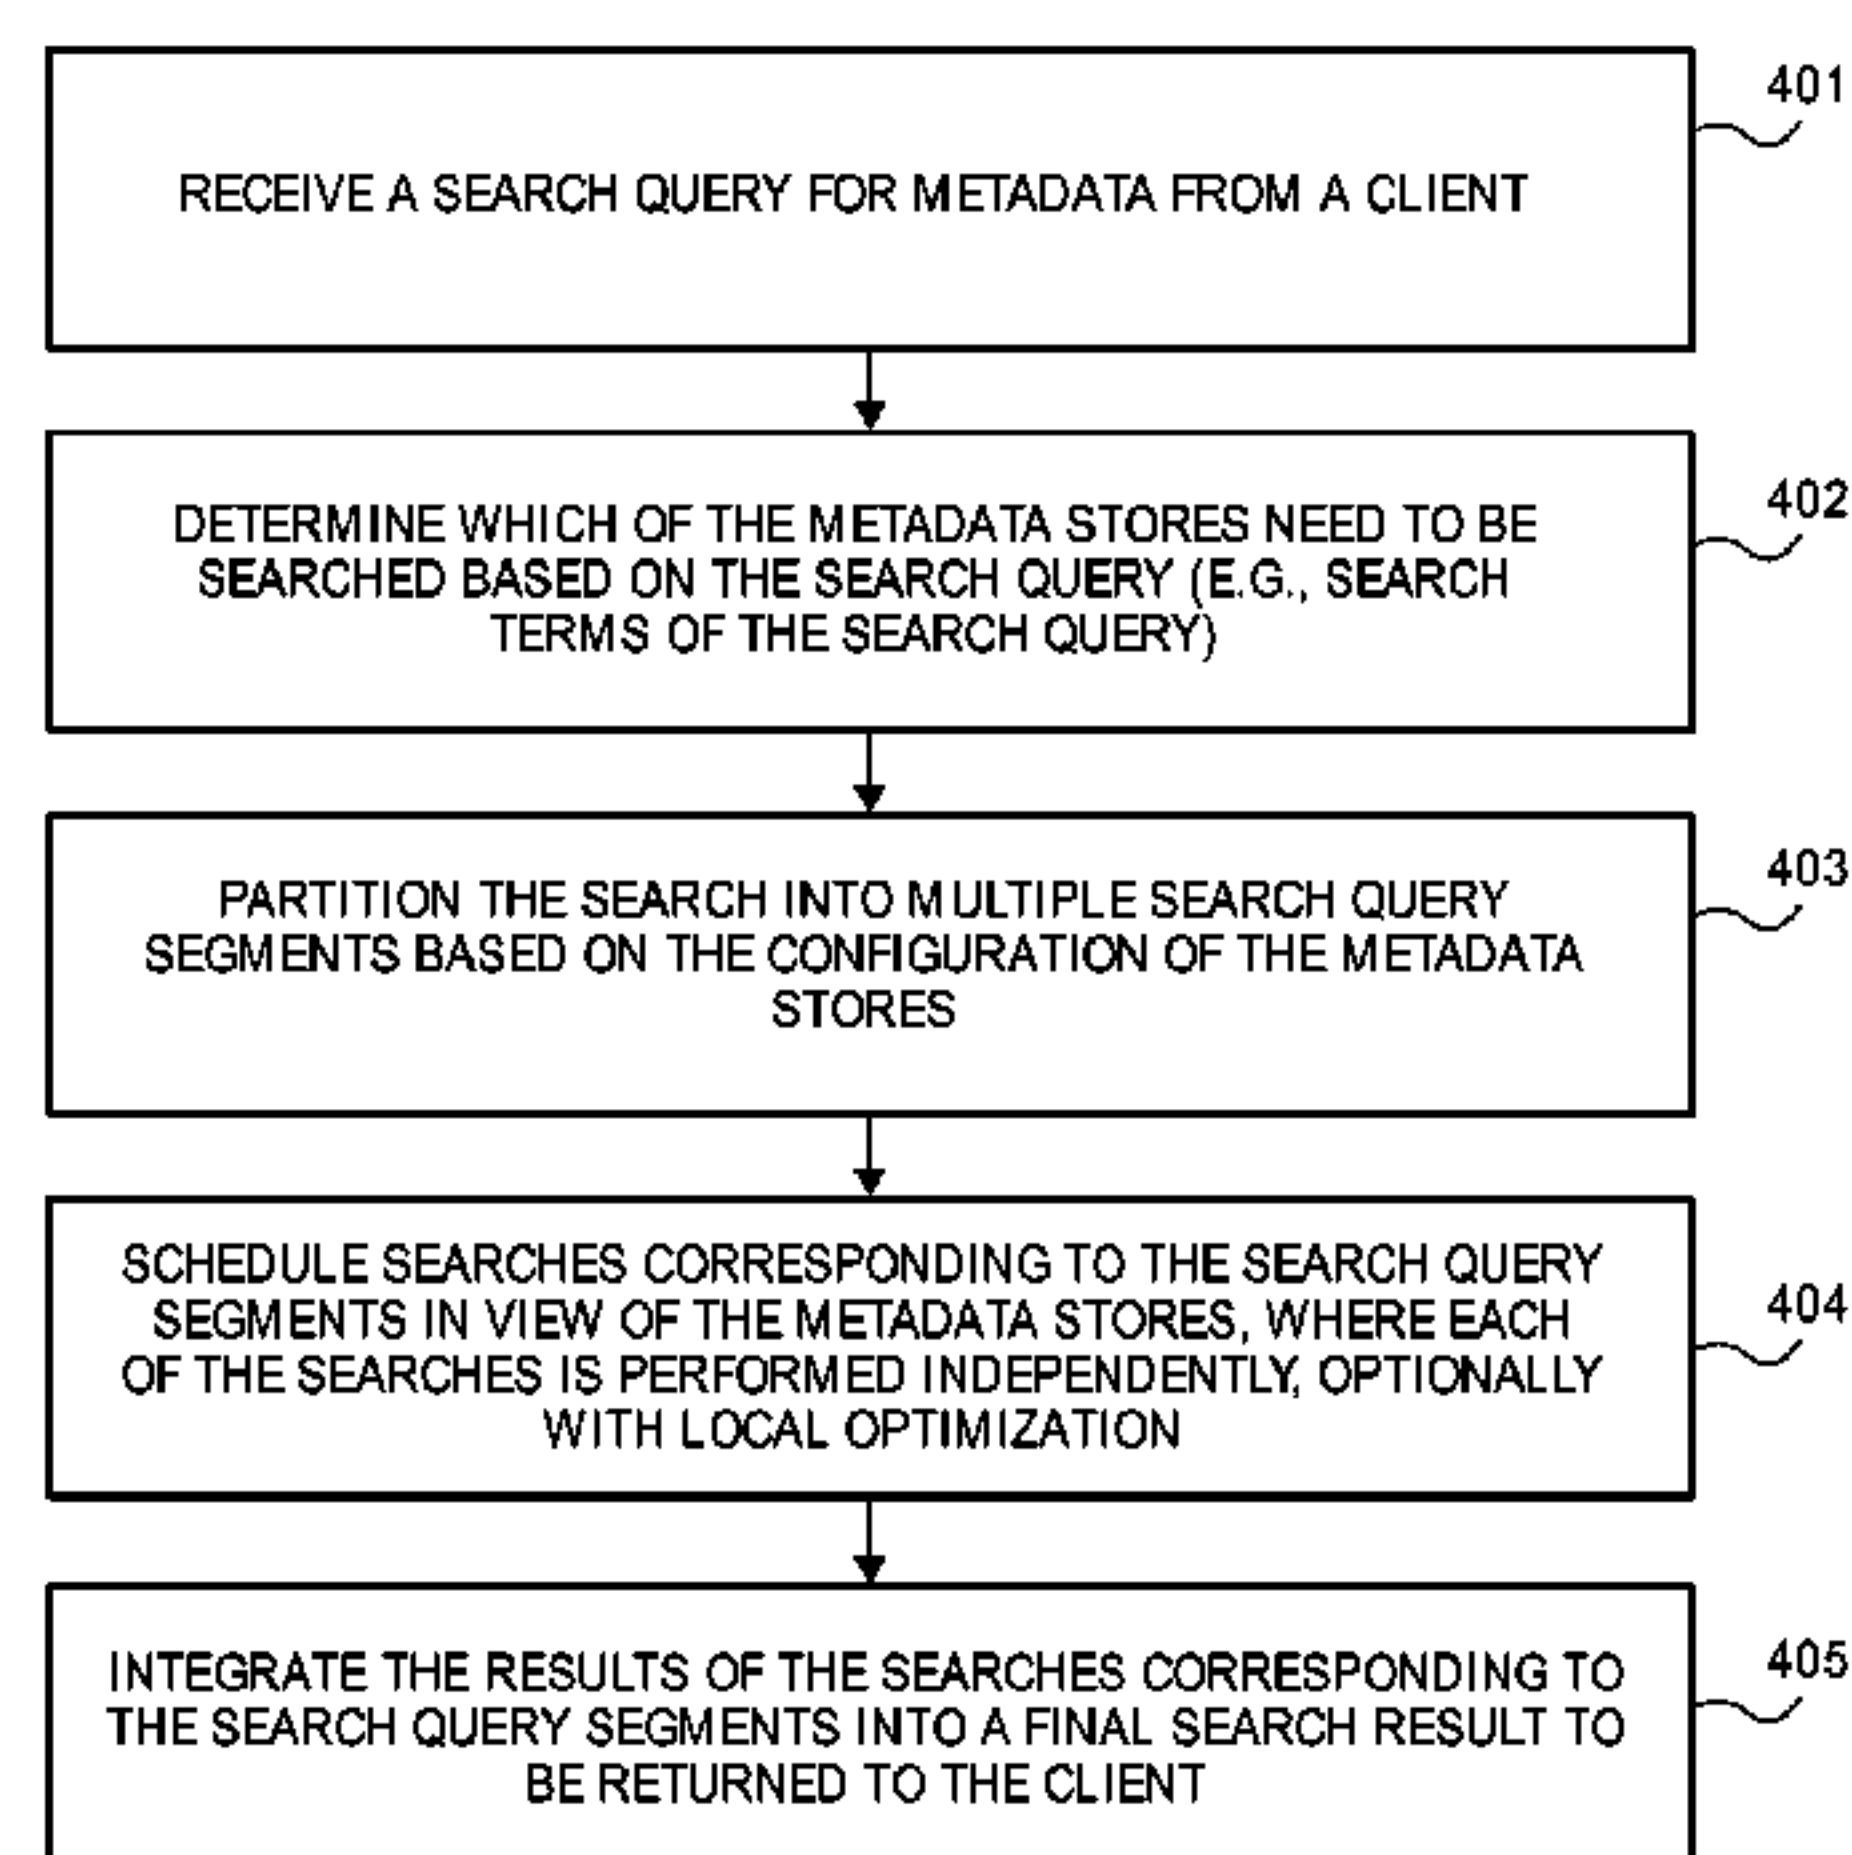 401
RECEIVE A SEARCH QUERY FOR METADATA FROM A CLIENT
402
DETERMINE WHICH OF THE METADATA STORES NEED TO BE
SEARCHED BASED ON THE SEARCH QUERY (E.G., SEARCH
TERMS OF THE SEARCH QUERY)
403
PARTITION THE SEARCH INTO MULTIPLE SEARCH QUERY
SEGMENTS BASED ON THE CONFIGURATION OF THE METADATA
STORES
404
SCHEDULE SEARCHES CORRESPONDING TO THE SEARCH QUERY
SEGMENTS IN VIEW OF THE METADATA STORES, WHERE EACH
OF THE SEARCHES IS PERFORMED INDEPENDENTLY, OPTIONALLY
WITH LOCAL OPTIMIZATION
405
INTEGRATE THE RESULTS OF THE SEARCHES CORRESPONDING TO
THE SEARCH QUERY SEGMENTS INTO A FINAL SEARCH RESULT TO
BE RETURNED TO THE CLIENT